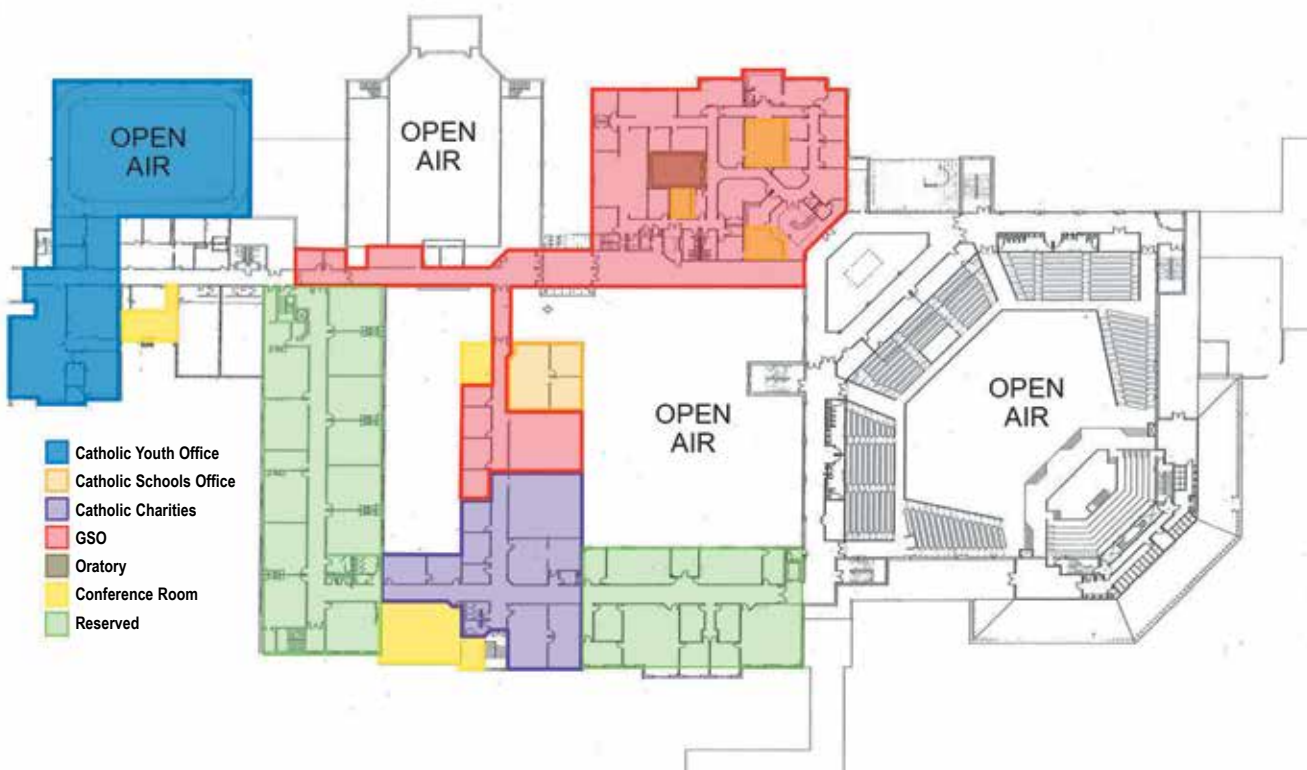 OPEN
AIR
OPEN
AIR
OPEN
AIR
OPEN
AIR
Catholic Youth Office
Catholic Schools Office
Catholic Charities
GSO
Oratory
Conference Room
Reserved